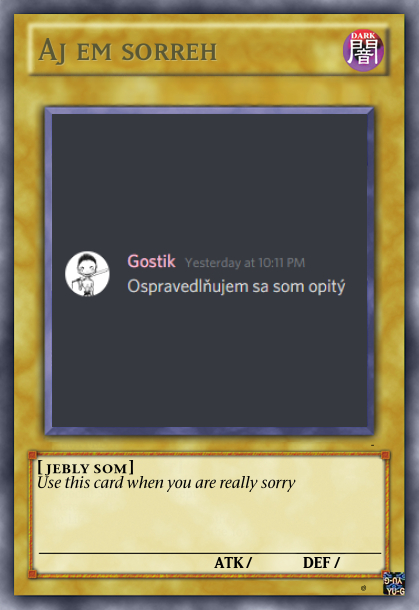 Aj em sorreh
DARK
闇
Gostik Yesterday at 10:11 PM
Ospravedlňujem sa som opitý
[JEBLY SOM]
Use this card when you are really sorry
ATK/ DEF/